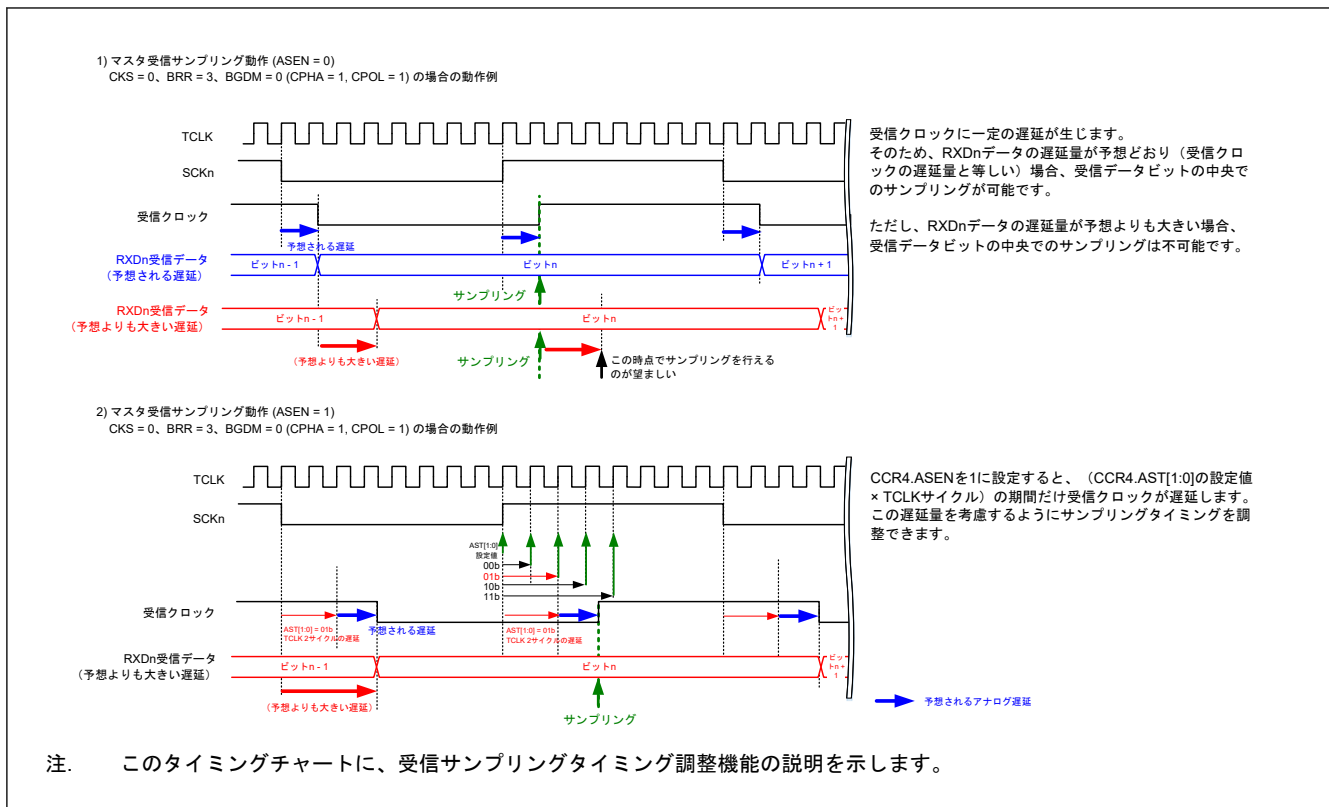 1) マスタ受信サンプリング動作 (ASEN = 0)
CKS = 0、BRR = 3、BGDM = 0 (CPHA = 1, CPOL = 1) の場合の動作例
TCLK
SCKn
受信クロック
予想される遅延
RXDn受信データ
(予想される遅延)
ビットn - 1
ビットn
ビットn + 1
サンプリング
RXDn受信データ
(予想よりも大きい遅延)
ビットn - 1
ビットn
ビッ
トn +
1
(予想よりも大きい遅延)
サンプリング
この時点でサンプリングを行える
のが望ましい
受信クロックに一定の遅延が生じます。
そのため、RXDnデータの遅延量が予想どおり(受信クロ
ックの遅延量と等しい)場合、受信データビットの中央で
のサンプリングが可能です。
ただし、RXDnデータの遅延量が予想よりも大きい場合、
受信データビットの中央でのサンプリングは不可能です。
2) マスタ受信サンプリング動作 (ASEN = 1)
CKS = 0、BRR = 3、BGDM = 0 (CPHA = 1, CPOL = 1) の場合の動作例
TCLK
SCKn
AST[1:0]
設定値
00b
01b
10b
11b
受信クロック
AST[1:0] = 01b
TCLK 2サイクルの遅延
予想される遅延
AST[1:0] = 01b
TCLK 2サイクルの遅延
RXDn受信データ
(予想よりも大きい遅延)
ビットn - 1
ビットn
ビッ
トn +
1
(予想よりも大きい遅延)
サンプリング
CCR4.ASENを1に設定すると、(CCR4.AST[1:0]の設定値
× TCLKサイクル)の期間だけ受信クロックが遅延します。
この遅延量を考慮するようにサンプリングタイミングを調
整できます。
予想されるアナログ遅延
注. このタイミングチャートに、受信サンプリングタイミング調整機能の説明を示します。